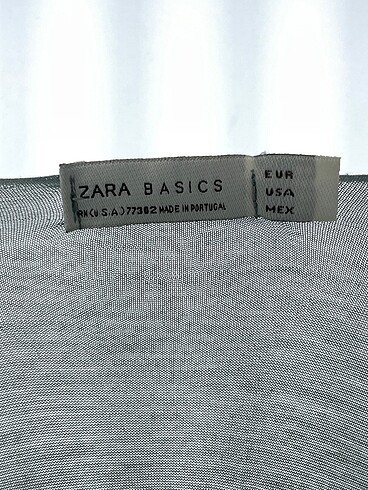 ZARA BASICS
RN(U.S.A.)77302 MADE IN PORTUGAL
EUR
USA
MEX